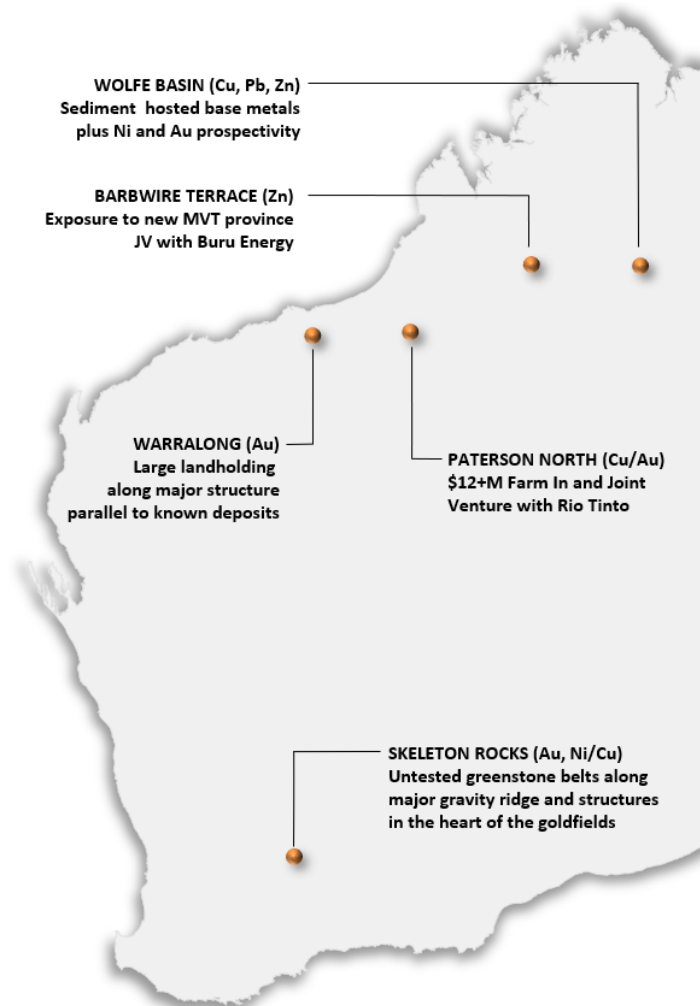 WOLFE BASIN (Cu, Pb, Zn)
Sediment hosted base metals
plus Ni and Au prospectivity
BARBWIRE TERRACE (Zn)
Exposure to new MVT province
JV with Buru Energy
WARRALONG (Au)
Large landholding
along major structure
parallel to known deposits
PATERSON NORTH (Cu/Au)
$12+M Farm In and Joint
Venture with Rio Tinto
SKELETON ROCKS (Au, Ni/Cu)
Untested greenstone belts along
major gravity ridge and structures
in the heart of the goldfields